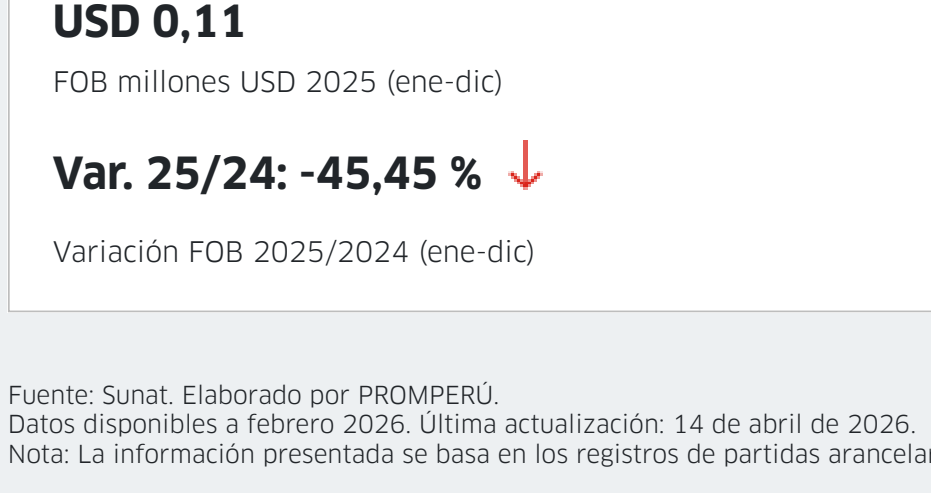 USD 0,11
FOB millones USD 2025 (ene-dic)
Var. 25/24: -45,45 %
Variación FOB 2025/2024 (ene-dic)
Fuente: Sunat. Elaborado por PROMPERÚ.
Datos disponibles a febrero 2026. Última actualización: 14 de abril de 2026.
Nota: La información presentada se basa en los registros de partidas